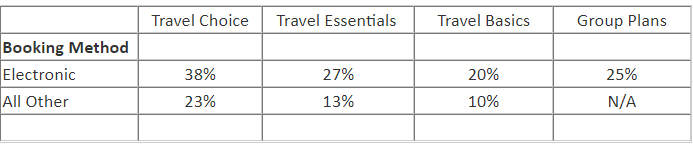 Travel Choice Travel Essentials Travel Basics Group Plans
Booking Method
Electronic 38% 27% 20% 25%
All Other 23% 13% 10% N/A